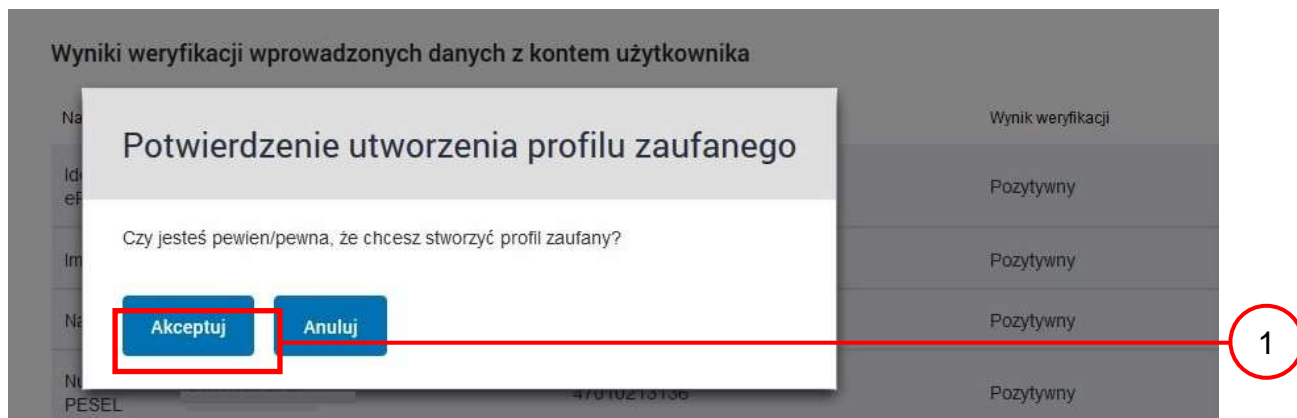 Wyniki weryfikacji wprowadzonych danych z kontem użytkownika
Wynik weryfikacji
Potwierdzenie utworzenia profilu zaufanego
Pozytywny
Czy jesteś pewien/pewna, że chcesz stworzyć profil zaufany?
Pozytywny
Akceptuj Anuluj
Pozytywny
1
PESEL
Pozytywny